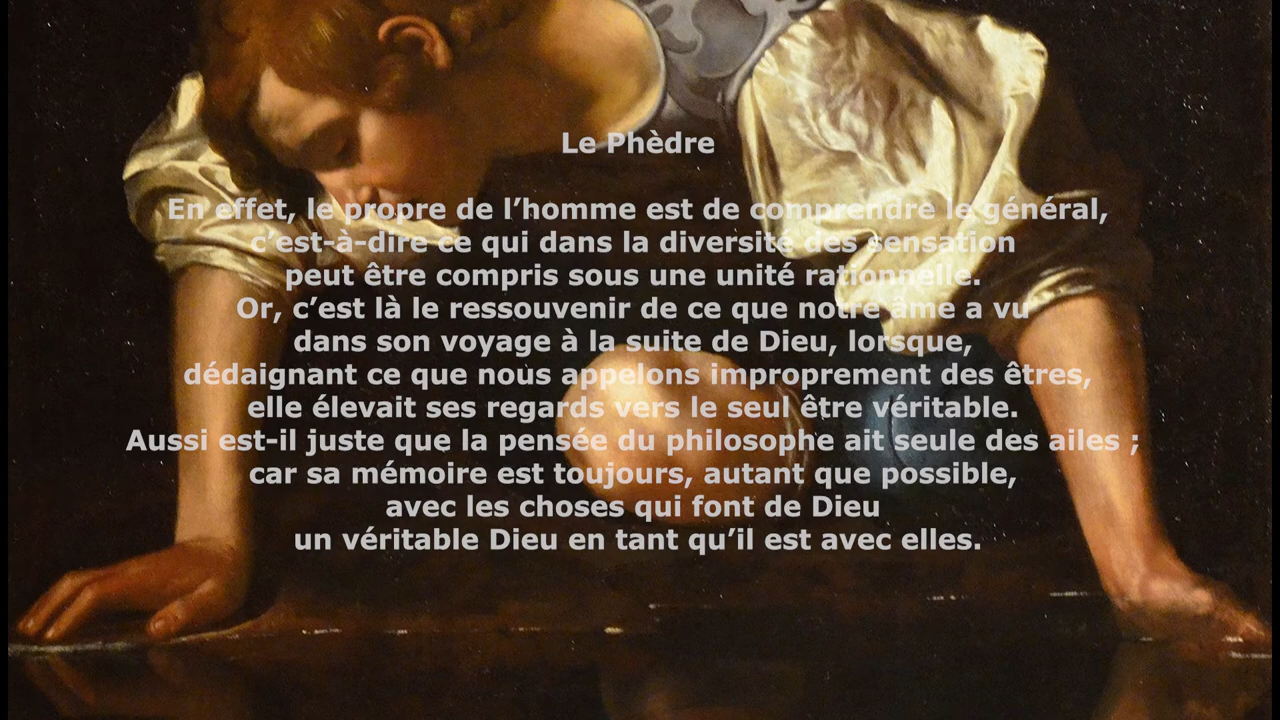 Le Phèdre
En effet, le propre de l’homme est de comprendre le général,
c’est-à-dire ce qui dans la diversité des sensation
peut être compris sous une unité rationnelle.
Or, c’est là le ressouvenir de ce que notre âme a vu
dans son voyage à la suite de Dieu, lorsque,
dédaignant ce que nous appelons improprement des êtres,
elle élevait ses regards vers le seul être véritable.
Aussi est-il juste que la pensée du philosophe ait seule des ailes ;
car sa mémoire est toujours, autant que possible,
avec les choses qui font de Dieu
un véritable Dieu en tant qu’il est avec elles.